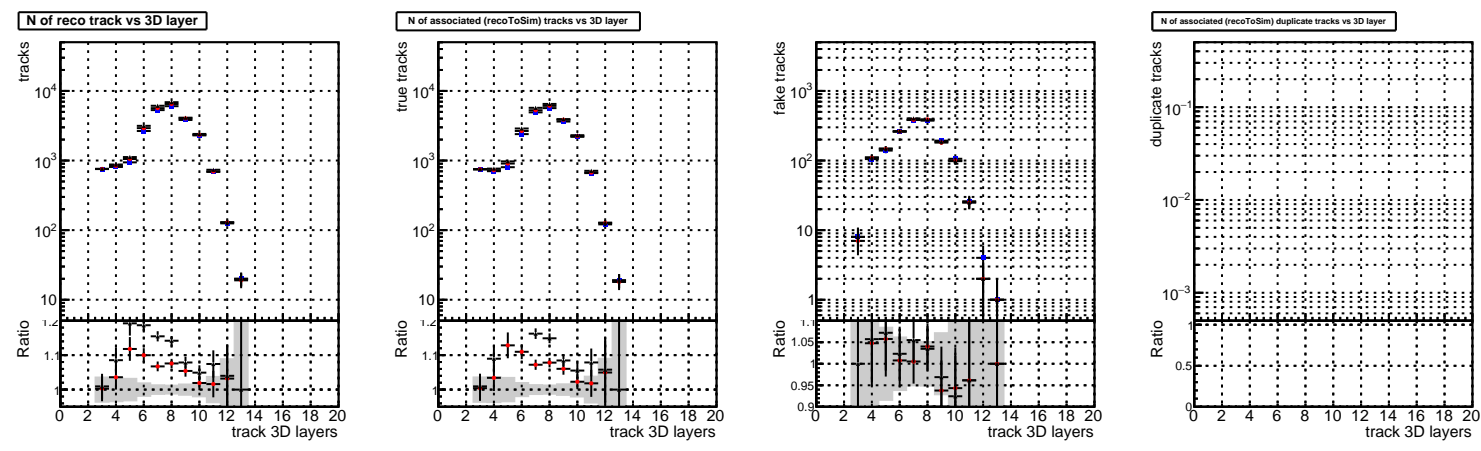 N of reco track vs 3D layer
tracks
10⁴
10³
10²
10
Ratio
1.2
1.1
1
0 2 4 6 8 10 12 14 16 18 20
track 3D layers
N of associated (recoToSim) tracks vs 3D layer
true tracks
10⁴
10³
10²
10
Ratio
1.2
1.1
1
0 2 4 6 8 10 12 14 16 18 20
track 3D layers
fake tracks
10³
10²
10
1
Ratio
1.1
1.05
1
0.95
0.9
0 2 4 6 8 10 12 14 16 18 20
track 3D layers
N of associated (recoToSim) duplicate tracks vs 3D layer
duplicate tracks
10⁻¹
10⁻²
10⁻³
Ratio
1
0.5
0
0 2 4 6 8 10 12 14 16 18 20
track 3D layers